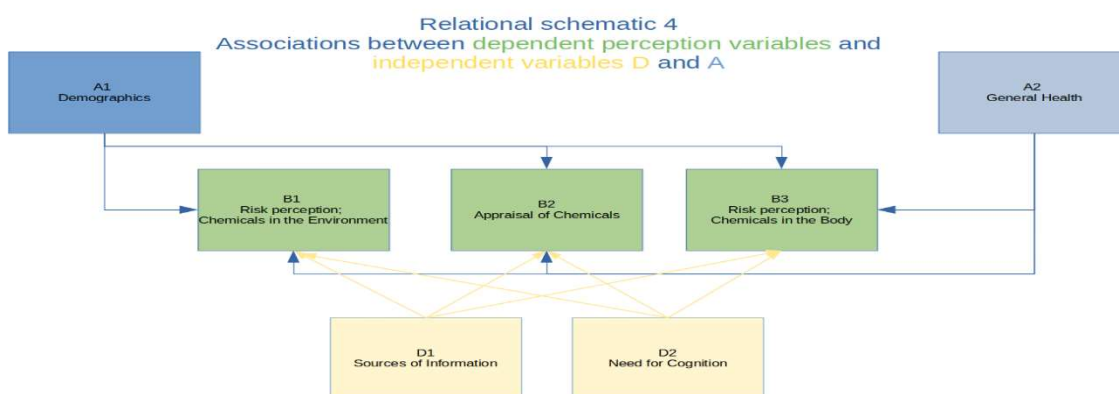 Relational schematic 4
Associations between dependent perception variables and
independent variables D and A
A1
Demographics
A2
General Health
B1
Risk perception;
Chemicals in the Environment
B2
Appraisal of Chemicals
B3
Risk perception;
Chemicals in the Body
D1
Sources of Information
D2
Need for Cognition